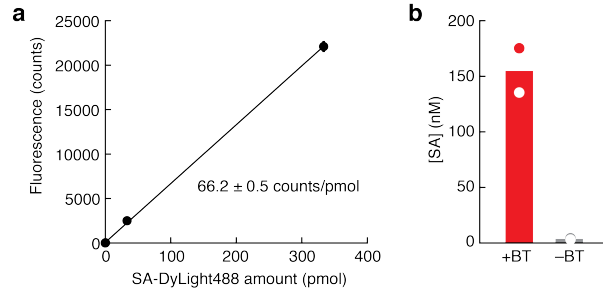 a
25000
20000
15000
10000
5000
0
Fluorescence (counts)
66.2 ± 0.5 counts/pmol
0 100 200 300 400
SA-DyLight488 amount (pmol)
b
200
150
100
50
0
[SA] (nM)
+BT –BT